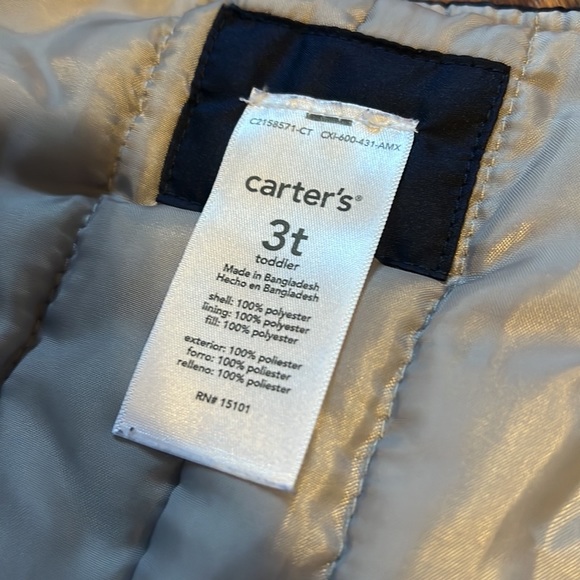 C2158571-CT CXI-600-431-AMX
carter's®
3t
toddler
Made in Bangladesh
Hecho en Bangladesh
shell: 100% polyester
lining: 100% polyester
fill: 100% polyester
exterior: 100% poliester
forro: 100% poliester
relleno: 100% poliester
RN# 15101